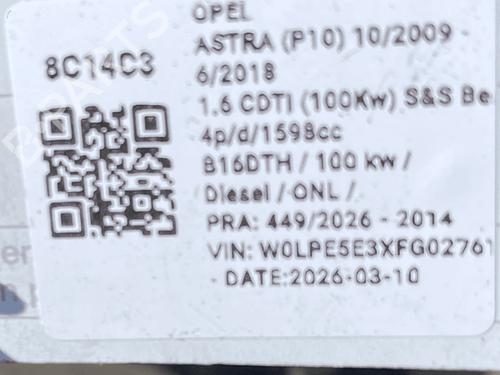 OPEL
8C14C3
ASTRA (P10) 10/2009 -
6/2018
1.6 CDTI (100Kw) S&S Be
4p/d/1598cc
B16DTH / 100 kw /
Diesel / ONL /
PRA: 449/2026 - 2014
VIN: W0LPE5E3XFG02761
- DATE:2026-03-10